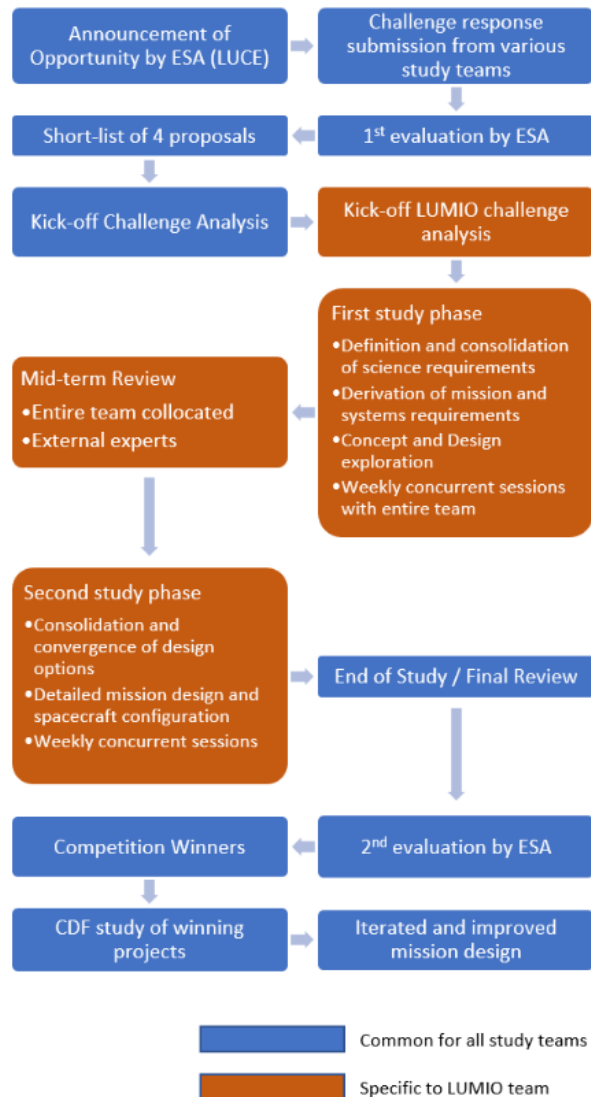 Announcement of
Opportunity by ESA (LUCE)
Challenge response
submission from various
study teams
1st evaluation by ESA
Short-list of 4 proposals
Kick-off Challenge Analysis
Kick-off LUMIO challenge
analysis
First study phase
•Definition and consolidation
of science requirements
•Derivation of mission and
systems requirements
•Concept and Design
exploration
•Weekly concurrent sessions
with entire team
Mid-term Review
•Entire team collocated
•External experts
Second study phase
•Consolidation and
convergence of design
options
•Detailed mission design and
spacecraft configuration
•Weekly concurrent sessions
End of Study / Final Review
2nd evaluation by ESA
Competition Winners
CDF study of winning
projects
Iterated and improved
mission design
Common for all study teams
Specific to LUMIO team